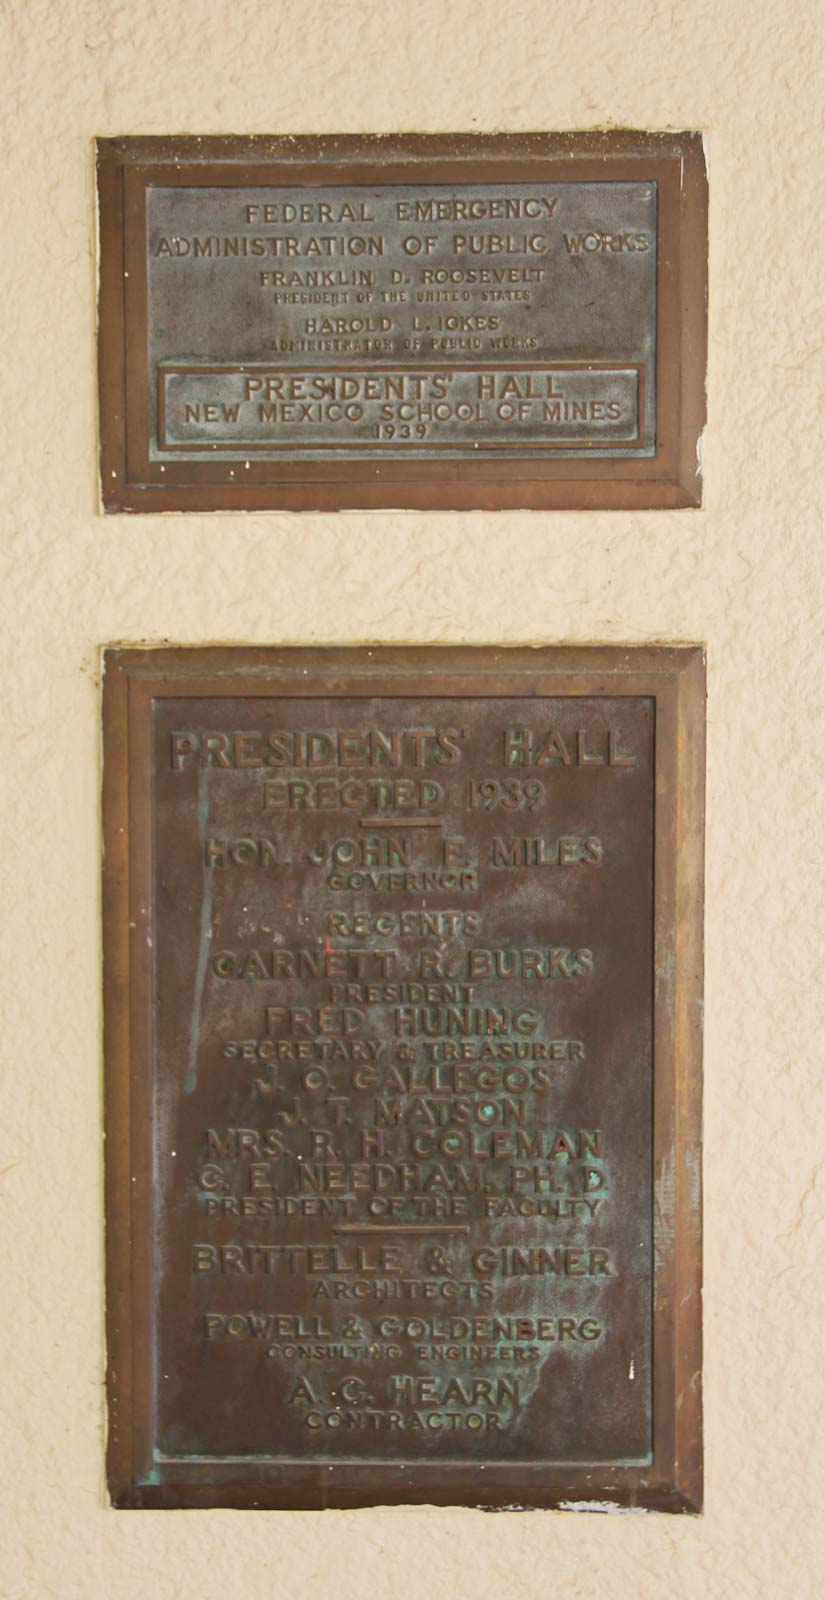 FEDERAL EMERGENCY
ADMINISTRATION OF PUBLIC WORKS
FRANKLIN D. ROOSEVELT
PRESIDENT OF THE UNITED STATES
HAROLD L. ICKES
ADMINISTRATOR OF PUBLIC WORKS
PRESIDENTS' HALL
NEW MEXICO SCHOOL OF MINES
1939
PRESIDENTS' HALL
ERECTED 1939
HON. JOHN E. MILES
GOVERNOR
REGENTS
GARNETT R. BURKS
PRESIDENT
FRED HUNING
SECRETARY & TREASURER
J. O. GALLEGOS
J. T. MATSON
MRS. R. H. COLEMAN
C. E. NEEDHAM, PH. D.
PRESIDENT OF THE FACULTY
BRITTELLE & GINNER
ARCHITECTS
POWELL & GOLDENBERG
CONSULTING ENGINEERS
A. C. HEARN
CONTRACTOR